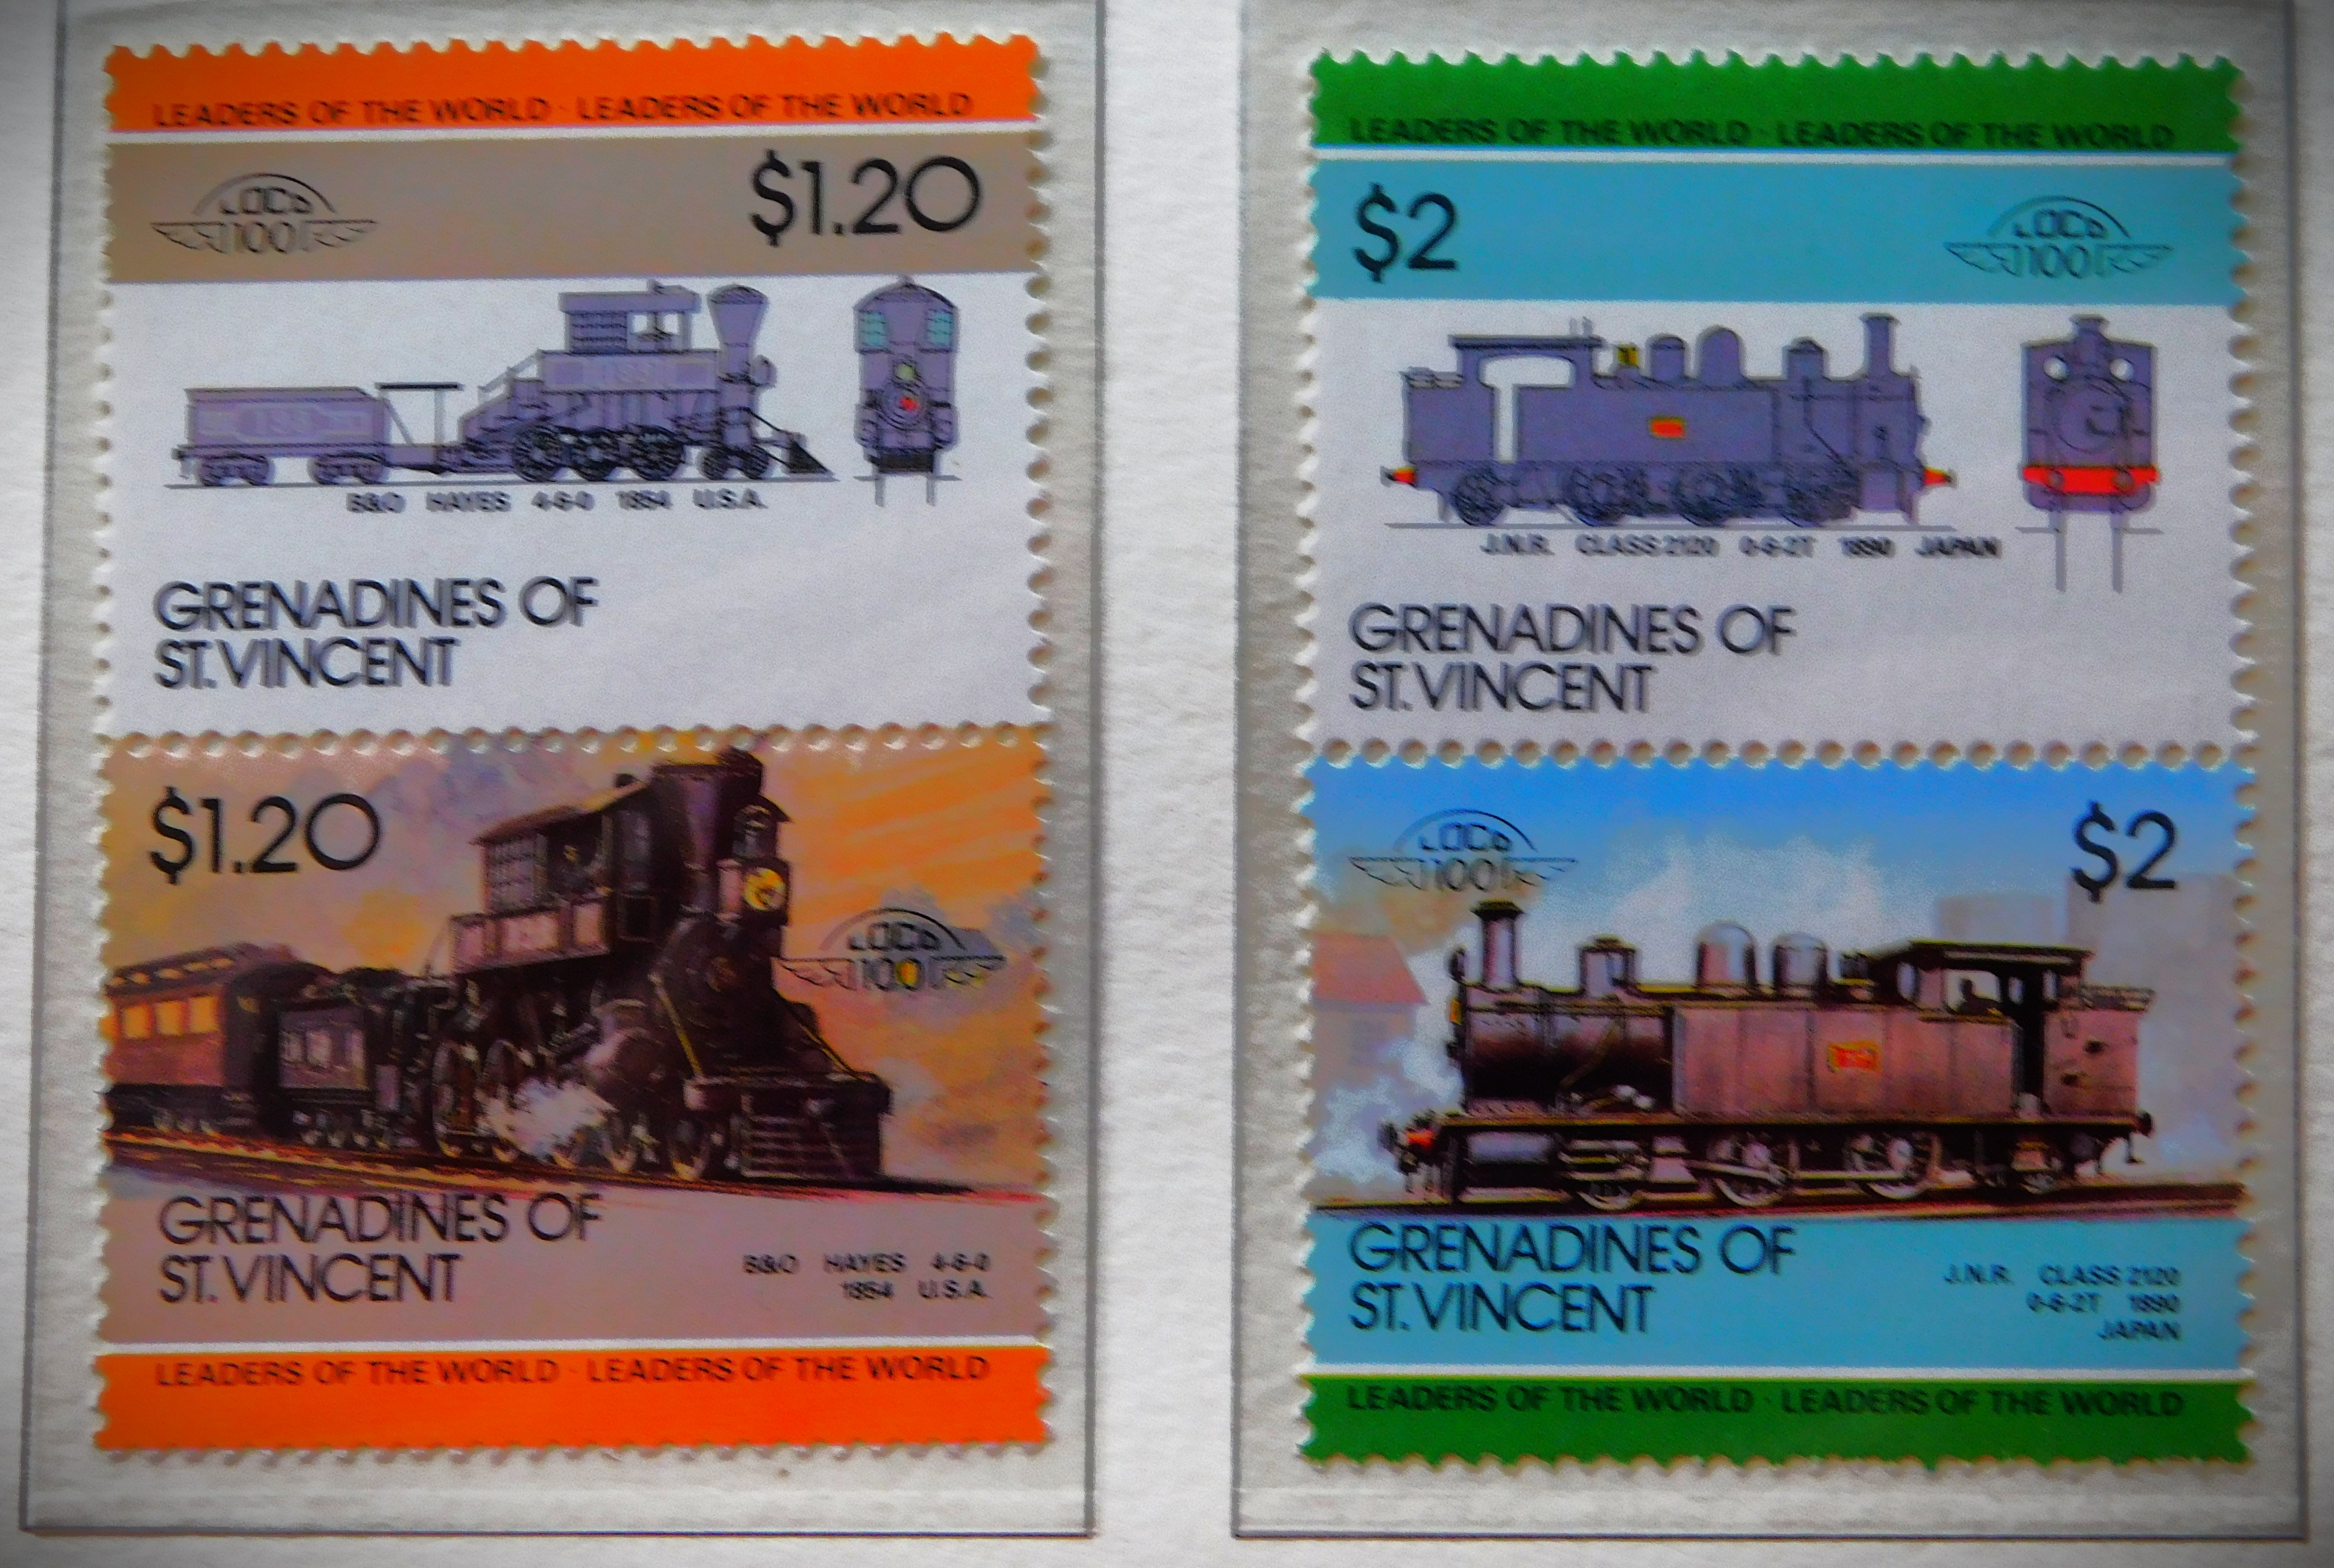 LEADERS OF THE WORLD · LEADERS OF THE WORLD
LOCO
100
$1.20
B&O HAYES 4-6-0 1854 U.S.A.
GRENADINES OF
ST. VINCENT
$1.20
LOCO
100
GRENADINES OF
ST. VINCENT
B&O HAYES 4-6-0
1854 U.S.A.
LEADERS OF THE WORLD · LEADERS OF THE WORLD
LEADERS OF THE WORLD · LEADERS OF THE WORLD
$2
LOCO
100
J.N.R. CLASS 2120 0-6-2T 1890 JAPAN
GRENADINES OF
ST. VINCENT
LOCO
100
$2
GRENADINES OF
ST. VINCENT
J.N.R. CLASS 2120
0-6-2T 1890
JAPAN
LEADERS OF THE WORLD · LEADERS OF THE WORLD